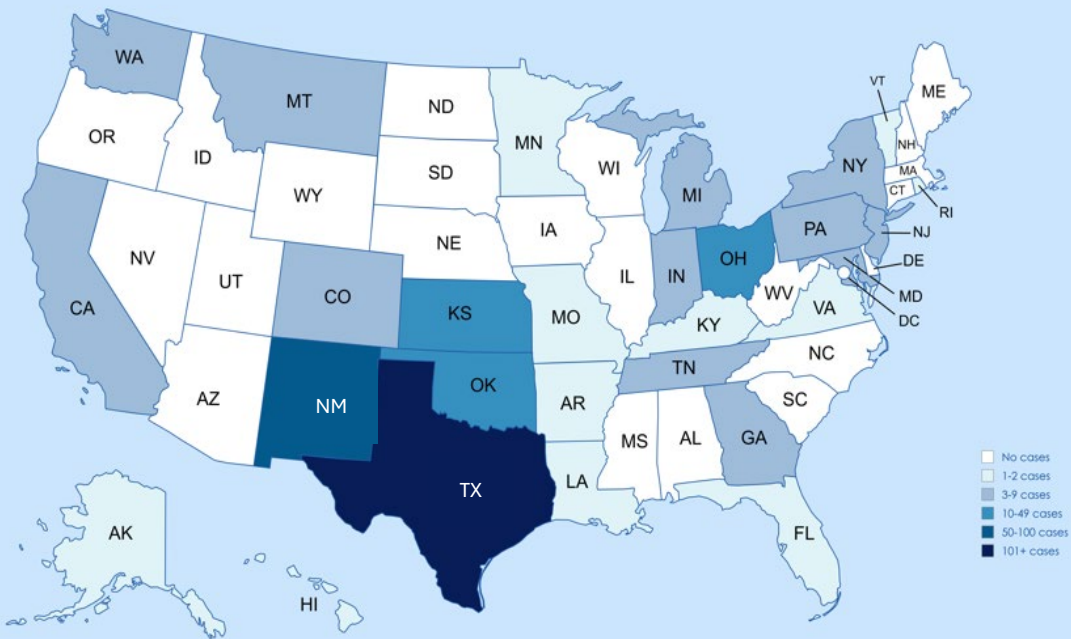 WA
MT
ND
MN
VT
ME
OR
ID
SD
WI
NY
NH
MA
CT
RI
WY
MI
NJ
NE
IA
PA
DE
NV
UT
CO
IL
IN
OH
WV
MD
DC
CA
KS
MO
KY
VA
NC
TN
AZ
NM
OK
AR
SC
MS
AL
GA
TX
LA
FL
AK
HI
No cases
1-2 cases
3-9 cases
10-49 cases
50-100 cases
101+ cases